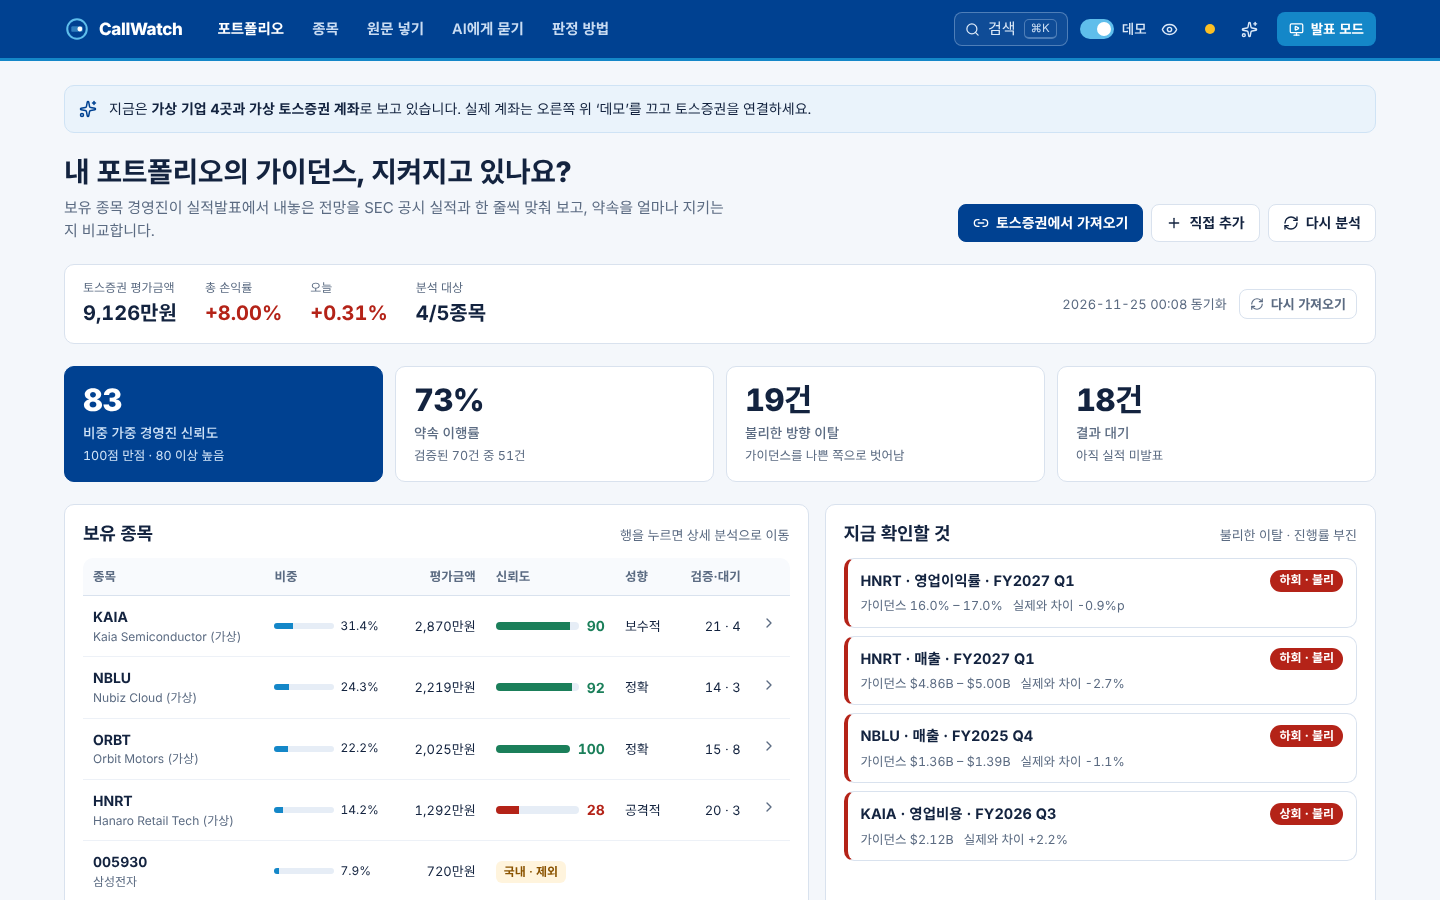 CallWatch 포트폴리오 종목 원문 넣기 AI에게 묻기 판정 방법 검색 ⌘K 데모 발표 모드
지금은 가상 기업 4곳과 가상 토스증권 계좌로 보고 있습니다. 실제 계좌는 오른쪽 위 ‘데모’를 끄고 토스증권을 연결하세요.
내 포트폴리오의 가이던스, 지켜지고 있나요?
보유 종목 경영진이 실적발표에서 내놓은 전망을 SEC 공시 실적과 한 줄씩 맞춰 보고, 약속을 얼마나 지키는
지 비교합니다.
토스증권에서 가져오기 직접 추가 다시 분석
토스증권 평가금액 총 손익률 오늘 분석 대상
9,126만원 +8.00% +0.31% 4/5종목
2026-11-25 00:08 동기화 다시 가져오기
83
비중 가중 경영진 신뢰도
100점 만점 · 80 이상 높음
73%
약속 이행률
검증된 70건 중 51건
19건
불리한 방향 이탈
가이던스를 나쁜 쪽으로 벗어남
18건
결과 대기
아직 실적 미발표
보유 종목 행을 누르면 상세 분석으로 이동
종목 비중 평가금액 신뢰도 성향 검증·대기
KAIA
Kaia Semiconductor (가상)
31.4% 2,870만원 90 보수적 21 · 4
NBLU
Nubiz Cloud (가상)
24.3% 2,219만원 92 정확 14 · 3
ORBT
Orbit Motors (가상)
22.2% 2,025만원 100 정확 15 · 8
HNRT
Hanaro Retail Tech (가상)
14.2% 1,292만원 28 공격적 20 · 3
005930
삼성전자
7.9% 720만원 국내 · 제외
지금 확인할 것 불리한 이탈 · 진행률 부진
HNRT · 영업이익률 · FY2027 Q1 하회 · 불리
가이던스 16.0% – 17.0% 실제와 차이 -0.9%p
HNRT · 매출 · FY2027 Q1 하회 · 불리
가이던스 $4.86B – $5.00B 실제와 차이 -2.7%
NBLU · 매출 · FY2025 Q4 하회 · 불리
가이던스 $1.36B – $1.39B 실제와 차이 -1.1%
KAIA · 영업비용 · FY2026 Q3 상회 · 불리
가이던스 $2.12B 실제와 차이 +2.2%